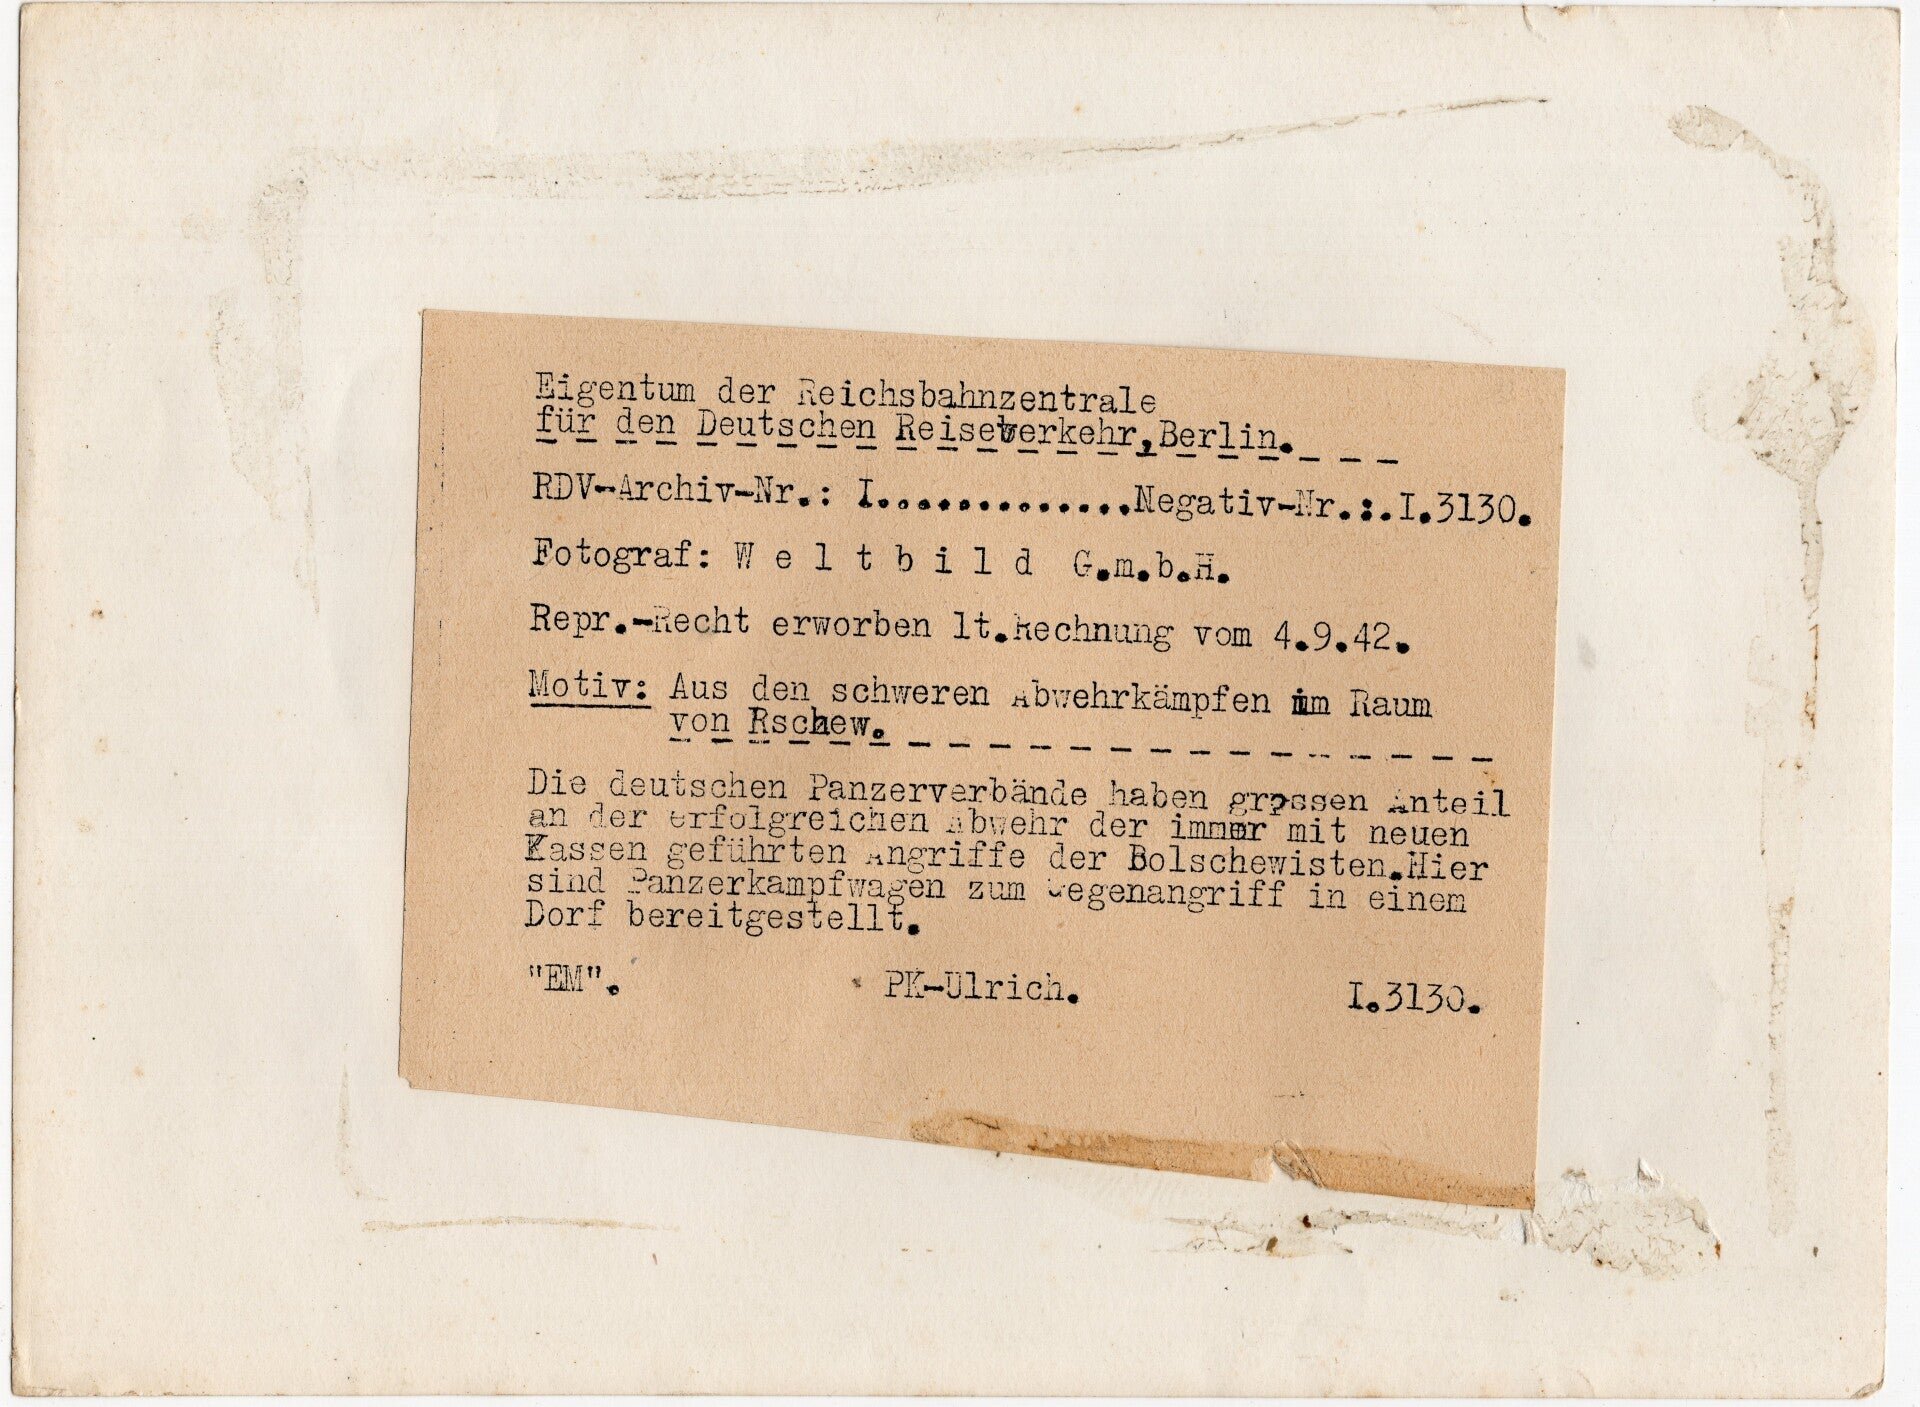 Eigentum der Reichsbahnzentrale
für den Deutschen Reiseverkehr, Berlin.
RDV-Archiv-Nr.: I..............Negativ-Nr.:.I.3130.
Fotograf: W e l t b i l d G.m.b.H.
Repr.-Recht erworben lt.Rechnung vom 4.9.42.
Motiv: Aus den schweren Abwehrkämpfen im Raum
von Rschew.
Die deutschen Panzerverbände haben grossen Anteil
an der erfolgreichen Abwehr der immer mit neuen
Massen geführten Angriffe der Bolschewisten.Hier
sind Panzerkampfwagen zum Gegenangriff in einem
Dorf bereitgestellt.
"EM". PK-Ulrich. I.3130.